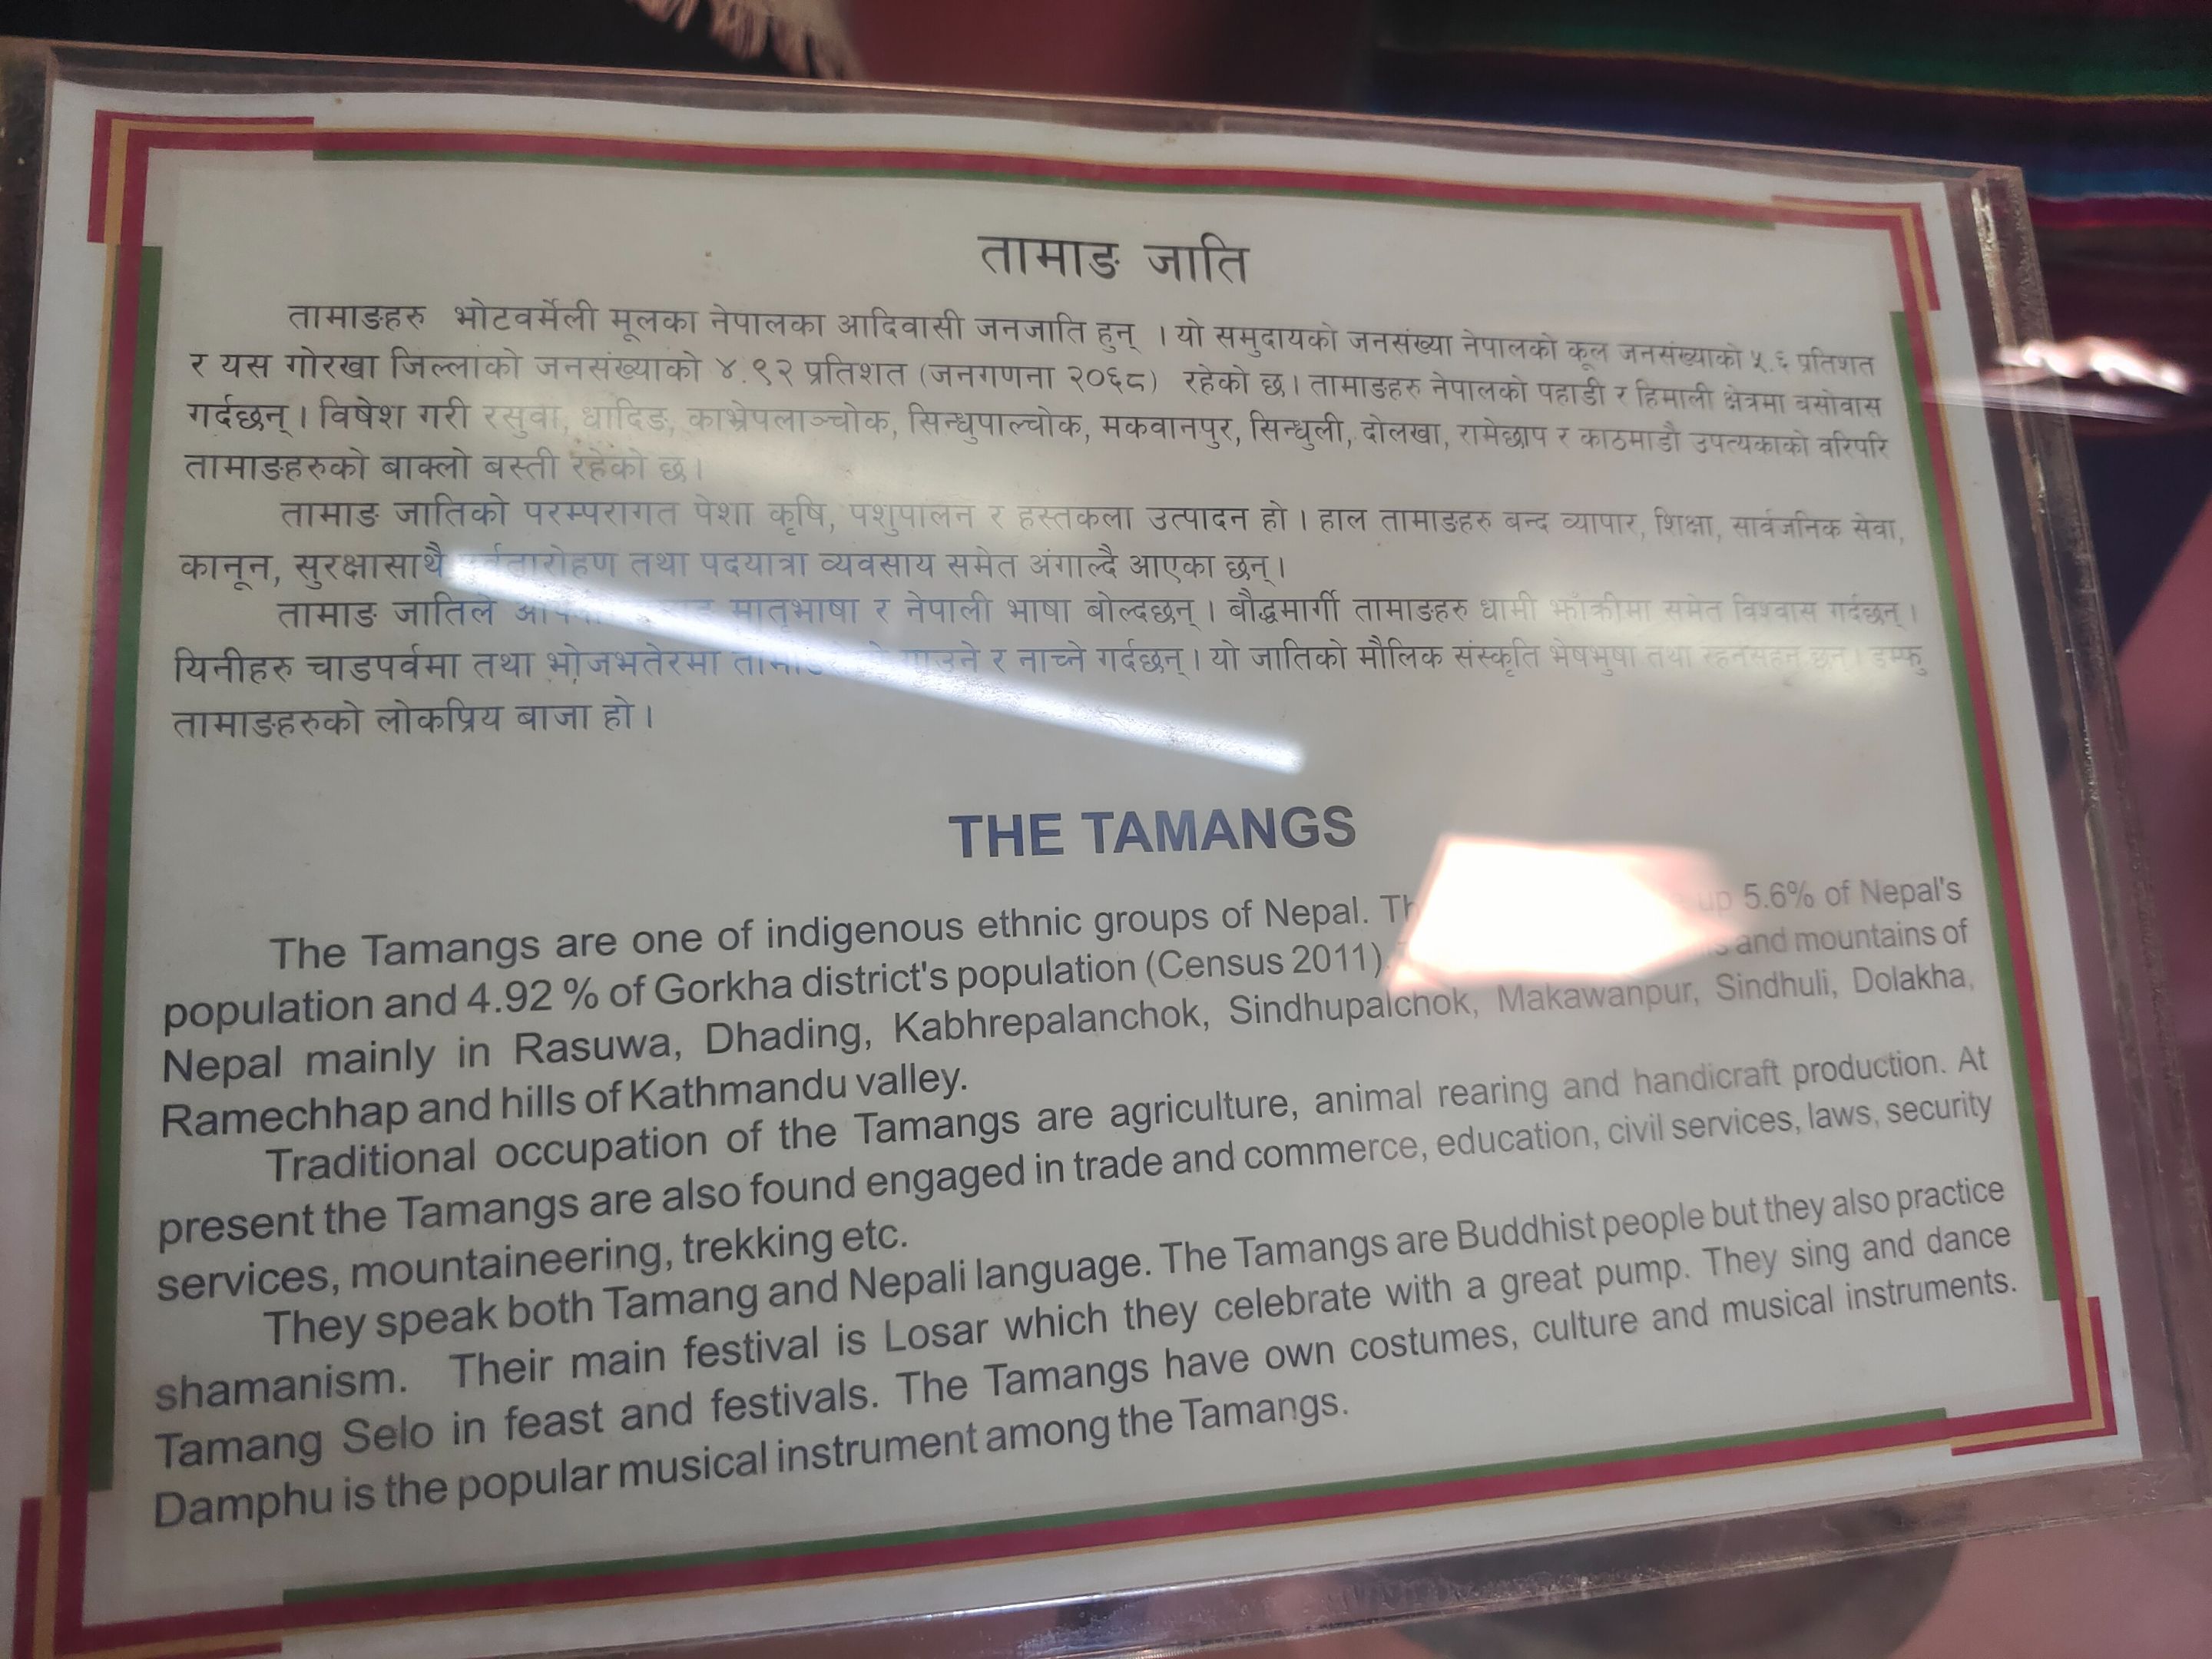 तामाङ जाति
तामाङहरु भोटवर्मेली मूलका नेपालका आदिवासी जनजाति हुन् । यो समुदायको जनसंख्या नेपालको कूल जनसंख्याको ५.६ प्रतिशत
र यस गोरखा जिल्लाको जनसंख्याको ४.९२ प्रतिशत (जनगणना २०६८) रहेको छ। तामाङहरु नेपालको पहाडी र हिमाली क्षेत्रमा वसोवास
गर्दछन् । विषेश गरी रसुवा, धादिङ, काभ्रेपलाञ्चोक, सिन्धुपाल्चोक, मकवानपुर, सिन्धुली, दोलखा, रामेछाप र काठमाडौ उपत्यकाको वरिपरि
तामाङहरुको बाक्लो बस्ती रहेको छ।
तामाङ जातिको परम्परागत पेशा कृषि, पशुपालन र हस्तकला उत्पादन हो । हाल तामाङहरु बन्द व्यापार, शिक्षा, सार्वजनिक सेवा,
कानून, सुरक्षासाथै तथा पदयात्रा व्यवसाय समेत अंगाल्दै आएका छन् ।
तामाङ जातिले मातृभाषा र नेपाली भाषा बोल्दछन् । बौद्धमार्गी तामाङहरु धामी झाँक्रीमा समेत विश्वास गर्दछन् ।
यिनीहरु चाडपर्वमा तथा भोजभतेरमा र नाच्ने गर्दछन् । यो जातिको मौलिक संस्कृति भेषभुषा तथा रहनसहन छन् । डम्फु
तामाङहरुको लोकप्रिय बाजा हो ।
THE TAMANGS
The Tamangs are one of indigenous ethnic groups of Nepal. up 5.6% of Nepal's
population and 4.92 % of Gorkha district's population (Census 2011). and mountains of
Nepal mainly in Rasuwa, Dhading, Kabhrepalanchok, Sindhupalchok, Makawanpur, Sindhuli, Dolakha,
Ramechhap and hills of Kathmandu valley.
Traditional occupation of the Tamangs are agriculture, animal rearing and handicraft production. At
present the Tamangs are also found engaged in trade and commerce, education, civil services, laws, security
services, mountaineering, trekking etc.
They speak both Tamang and Nepali language. The Tamangs are Buddhist people but they also practice
shamanism. Their main festival is Losar which they celebrate with a great pump. They sing and dance
Tamang Selo in feast and festivals. The Tamangs have own costumes, culture and musical instruments.
Damphu is the popular musical instrument among the Tamangs.